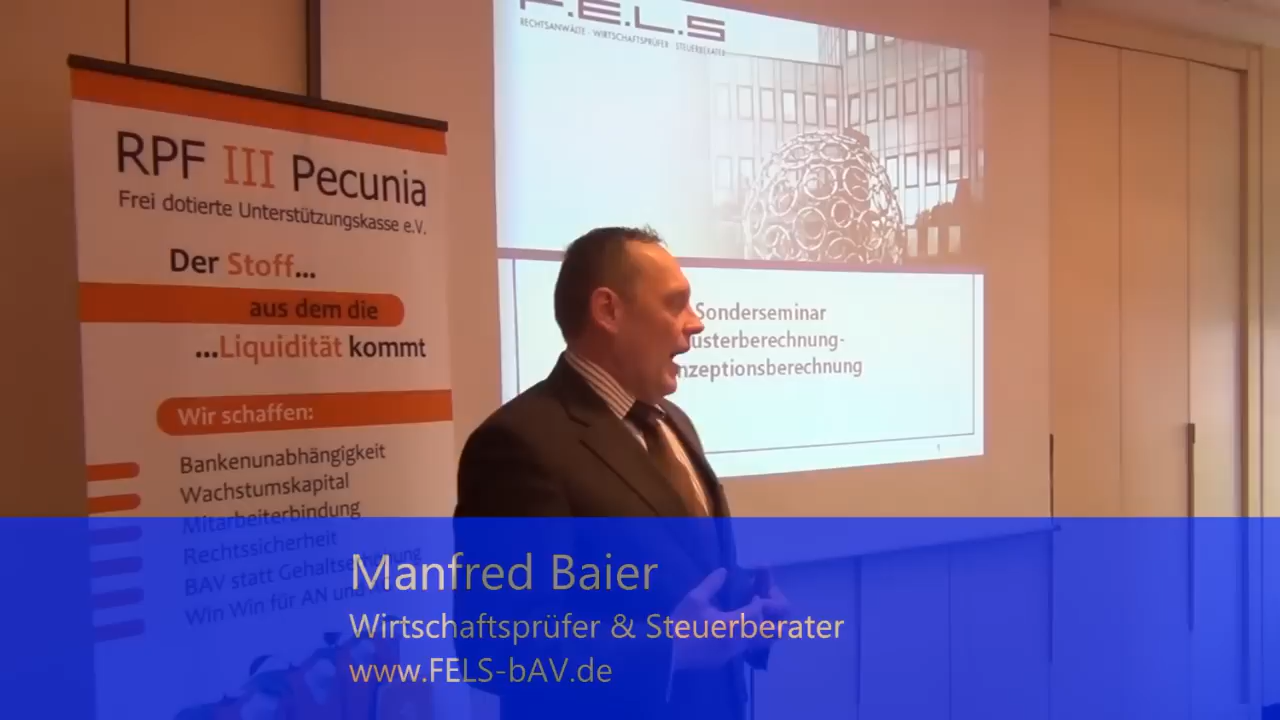 RPF III Pecunia
Frei dotierte Unterstützungskasse e.V.
Der Stoff...
aus dem die
...Liquidität kommt
Wir schaffen:
Bankenunabhängigkeit
Wachstumskapital
Mitarbeiterbindung
Rechtssicherheit
BAV statt
Win Win für AN und
F.E.L.S
RECHTSANWÄLTE · WIRTSCHAFTSPRÜFER · STEUERBERATER
Sonderseminar
usterberechnung-
nzeptionsberechnung
Manfred Baier
Wirtschaftsprüfer & Steuerberater
www.FELS-bAV.de